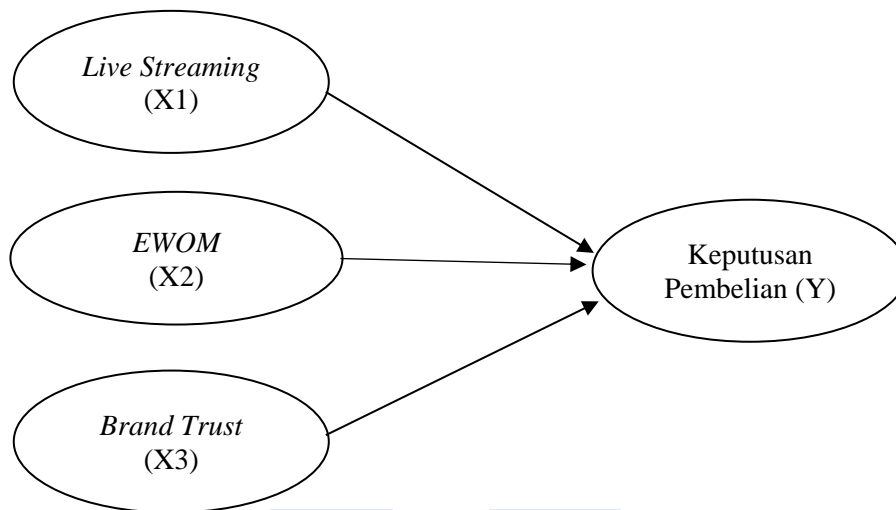 Live Streaming
(X1)
EWOM
(X2)
Keputusan
Pembelian (Y)
Brand Trust
(X3)